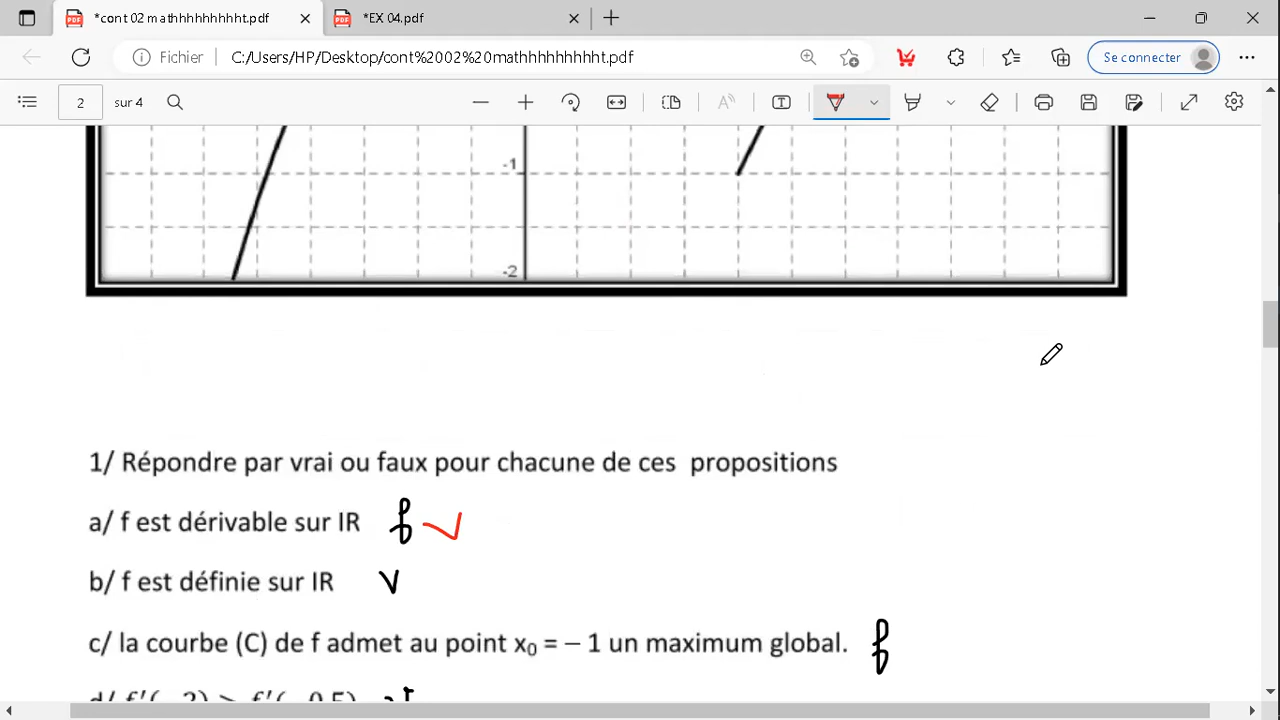 *cont 02 mathhhhhhhhht.pdf
*EX 04.pdf
Fichier
C:/Users/HP/Desktop/cont%2002%20mathhhhhhhhht.pdf
Se connecter
2 sur 4
-1
-2
1/ Répondre par vrai ou faux pour chacune de ces propositions
a/ f est dérivable sur IR f
b/ f est définie sur IR v
c/ la courbe (C) de f admet au point x₀ = – 1 un maximum global. f